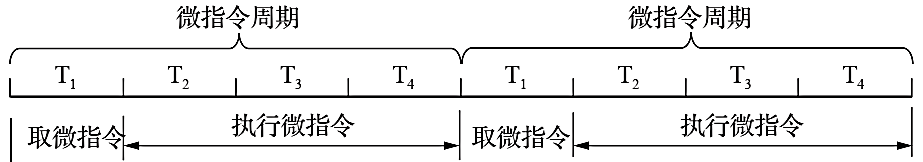 微指令周期 微指令周期
T₁ T₂ T₃ T₄ T₁ T₂ T₃ T₄
取微指令 执行微指令 取微指令 执行微指令